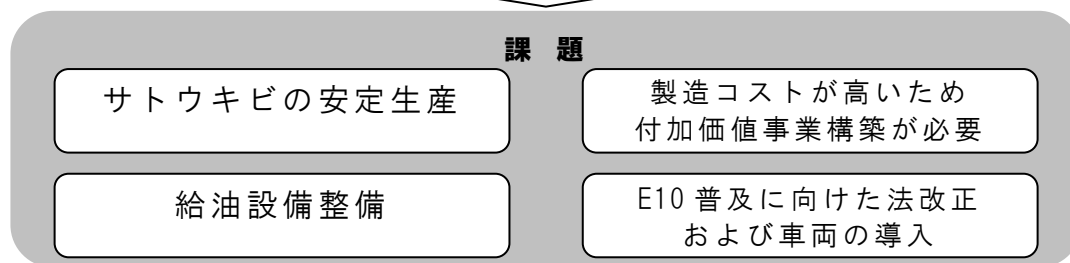 課 題
サトウキビの安定生産
製造コストが高いため
付加価値事業構築が必要
給油設備整備
E10 普及に向けた法改正
および車両の導入